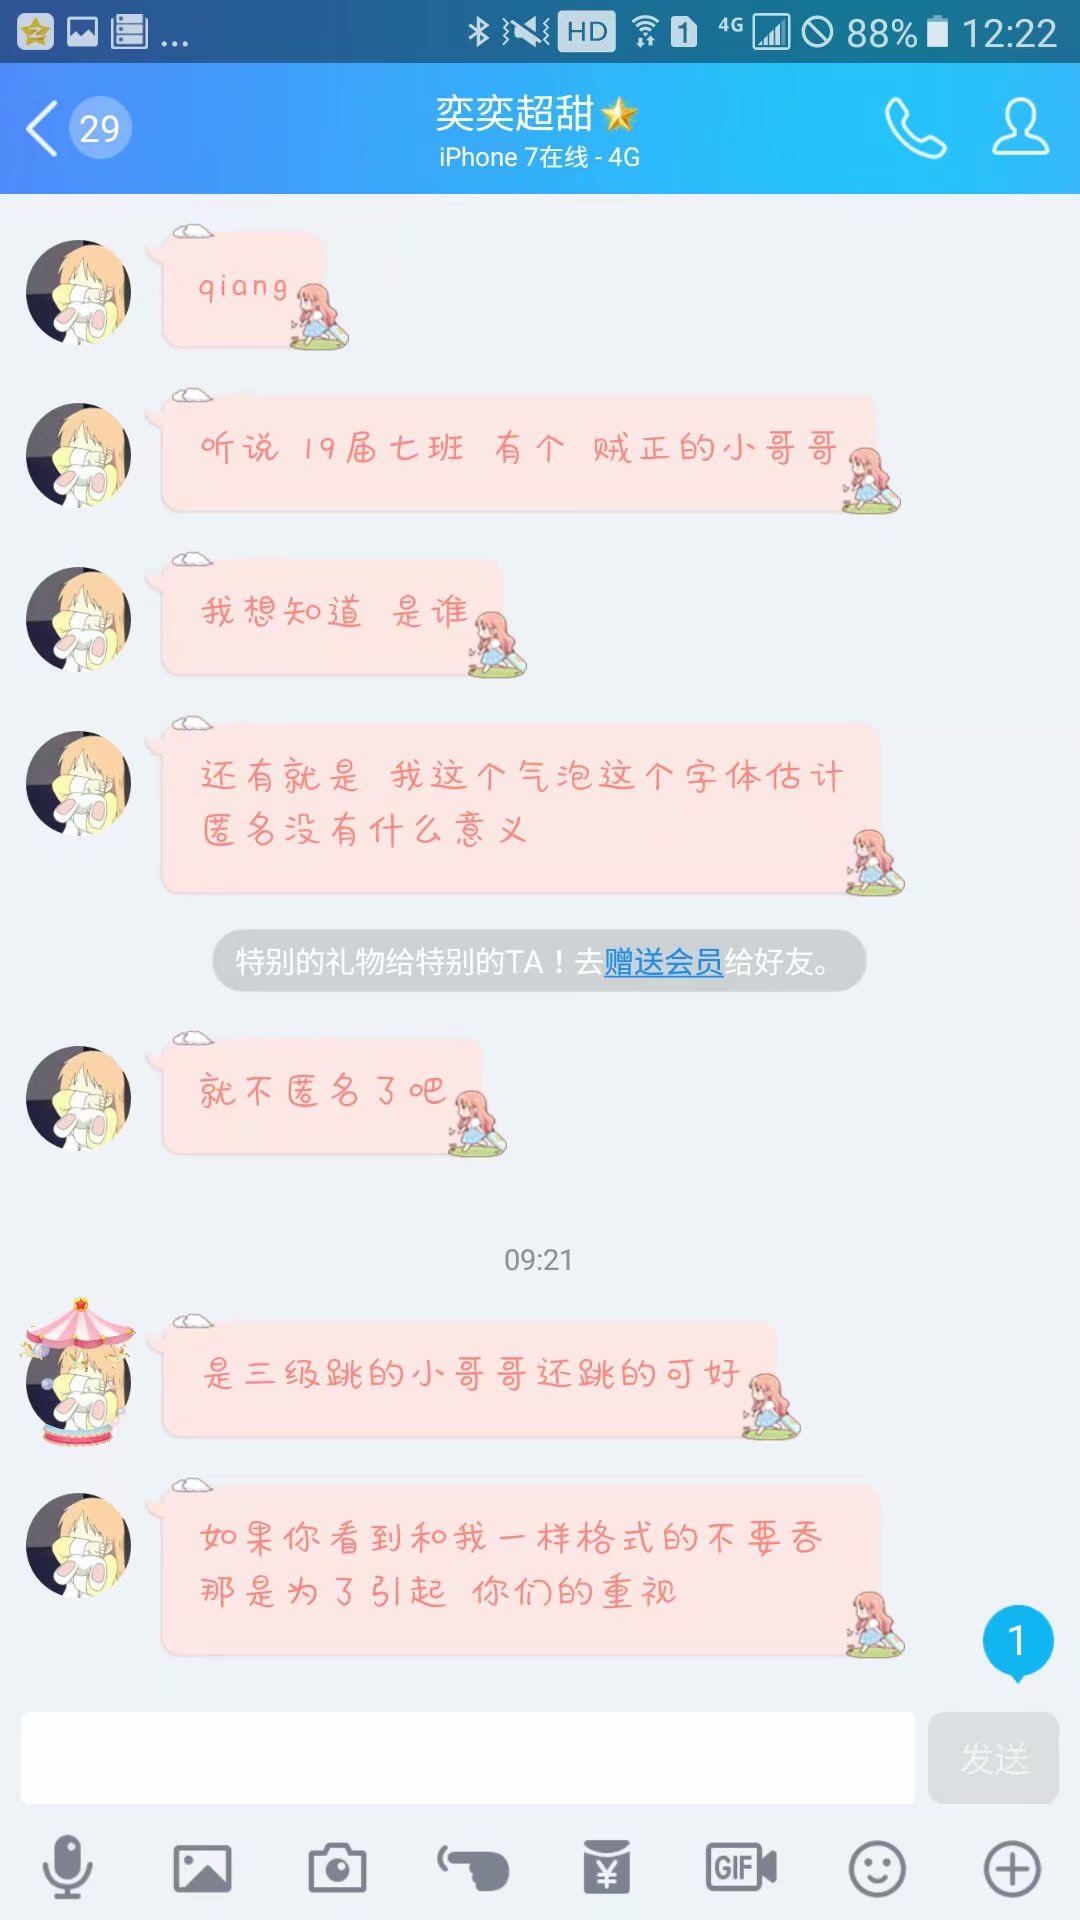 HD 1 4G 88% 12:22
29
奕奕超甜
iPhone 7在线 - 4G
qiang
听说 19届七班 有个 贼正的小哥哥
我想知道 是谁
还有就是 我这个气泡这个字体估计
匿名没有什么意义
特别的礼物给特别的TA！去赠送会员给好友。
就不匿名了吧
09:21
是三级跳的小哥哥还跳的可好
如果你看到和我一样格式的不要吞
那是为了引起 你们的重视
1
发送
GIF